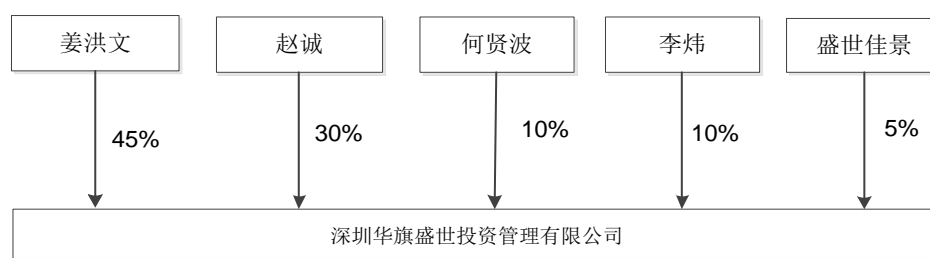 姜洪文
赵诚
何贤波
李炜
盛世佳景
45%
30%
10%
10%
5%
深圳华旗盛世投资管理有限公司